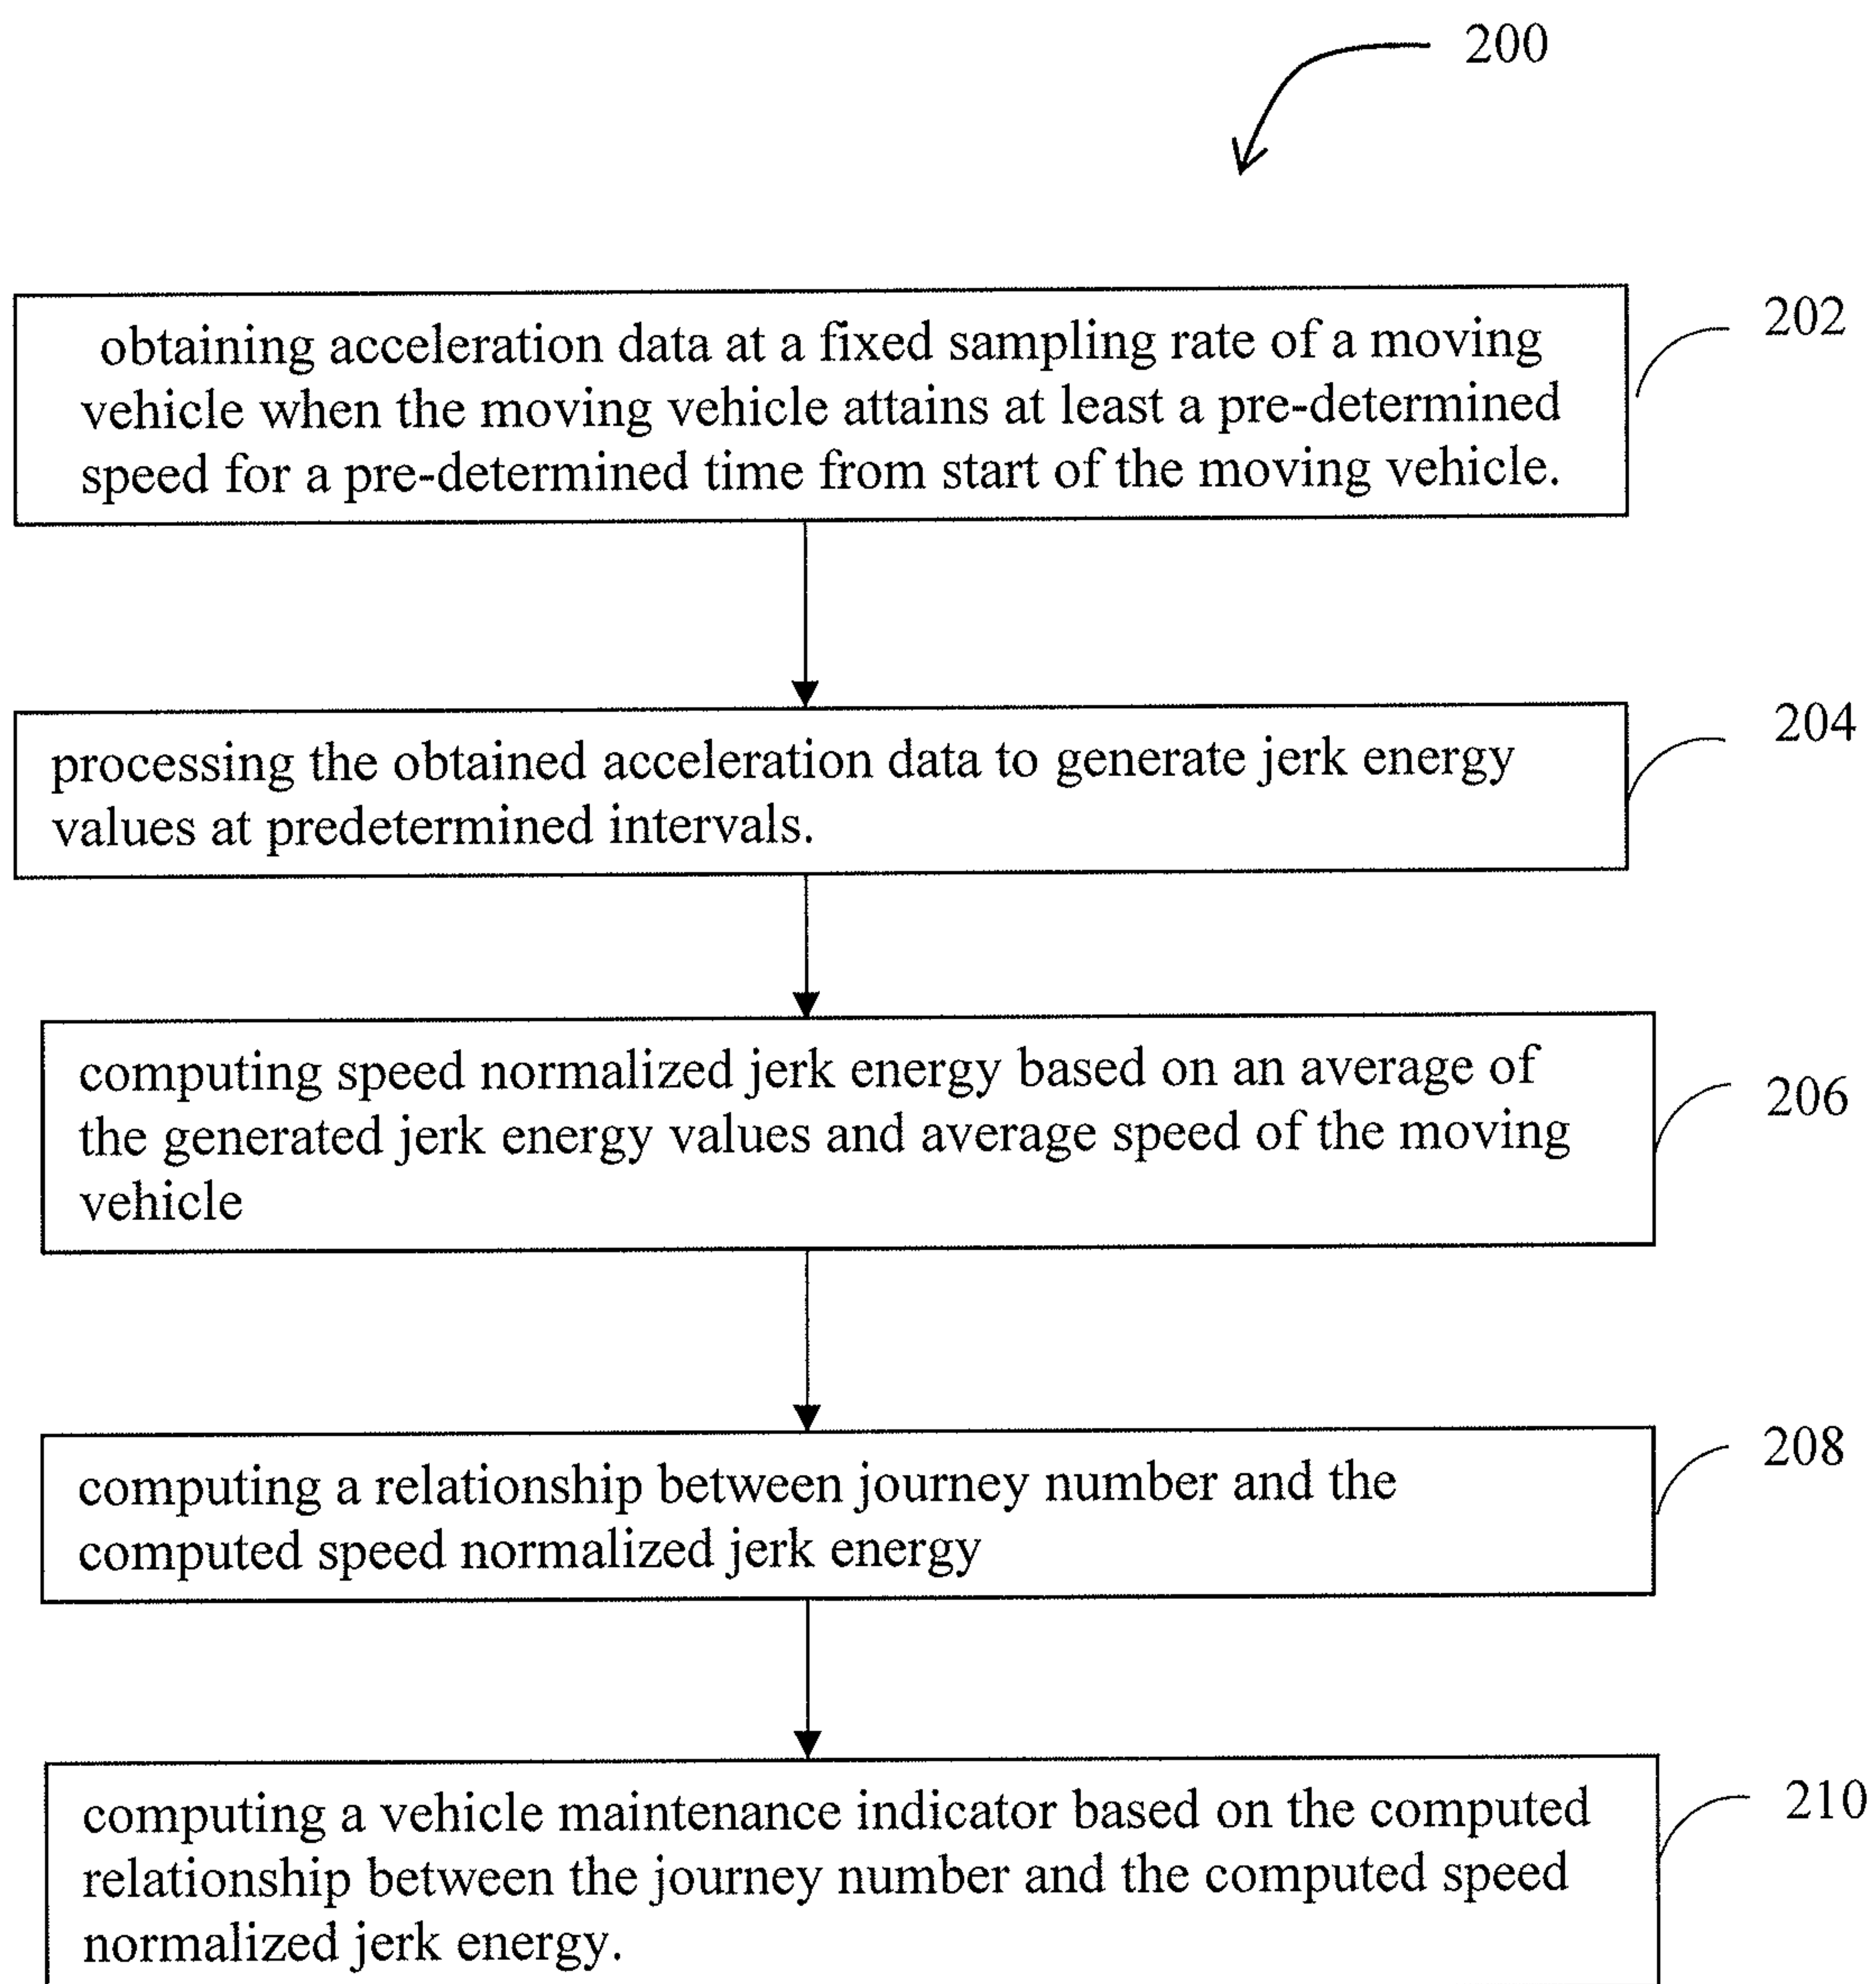 200
obtaining acceleration data at a fixed sampling rate of a moving
vehicle when the moving vehicle attains at least a pre-determined
speed for a pre-determined time from start of the moving vehicle.
202
processing the obtained acceleration data to generate jerk energy
values at predetermined intervals.
204
computing speed normalized jerk energy based on an average of
the generated jerk energy values and average speed of the moving
vehicle
206
computing a relationship between journey number and the
computed speed normalized jerk energy
208
computing a vehicle maintenance indicator based on the computed
relationship between the journey number and the computed speed
normalized jerk energy.
210